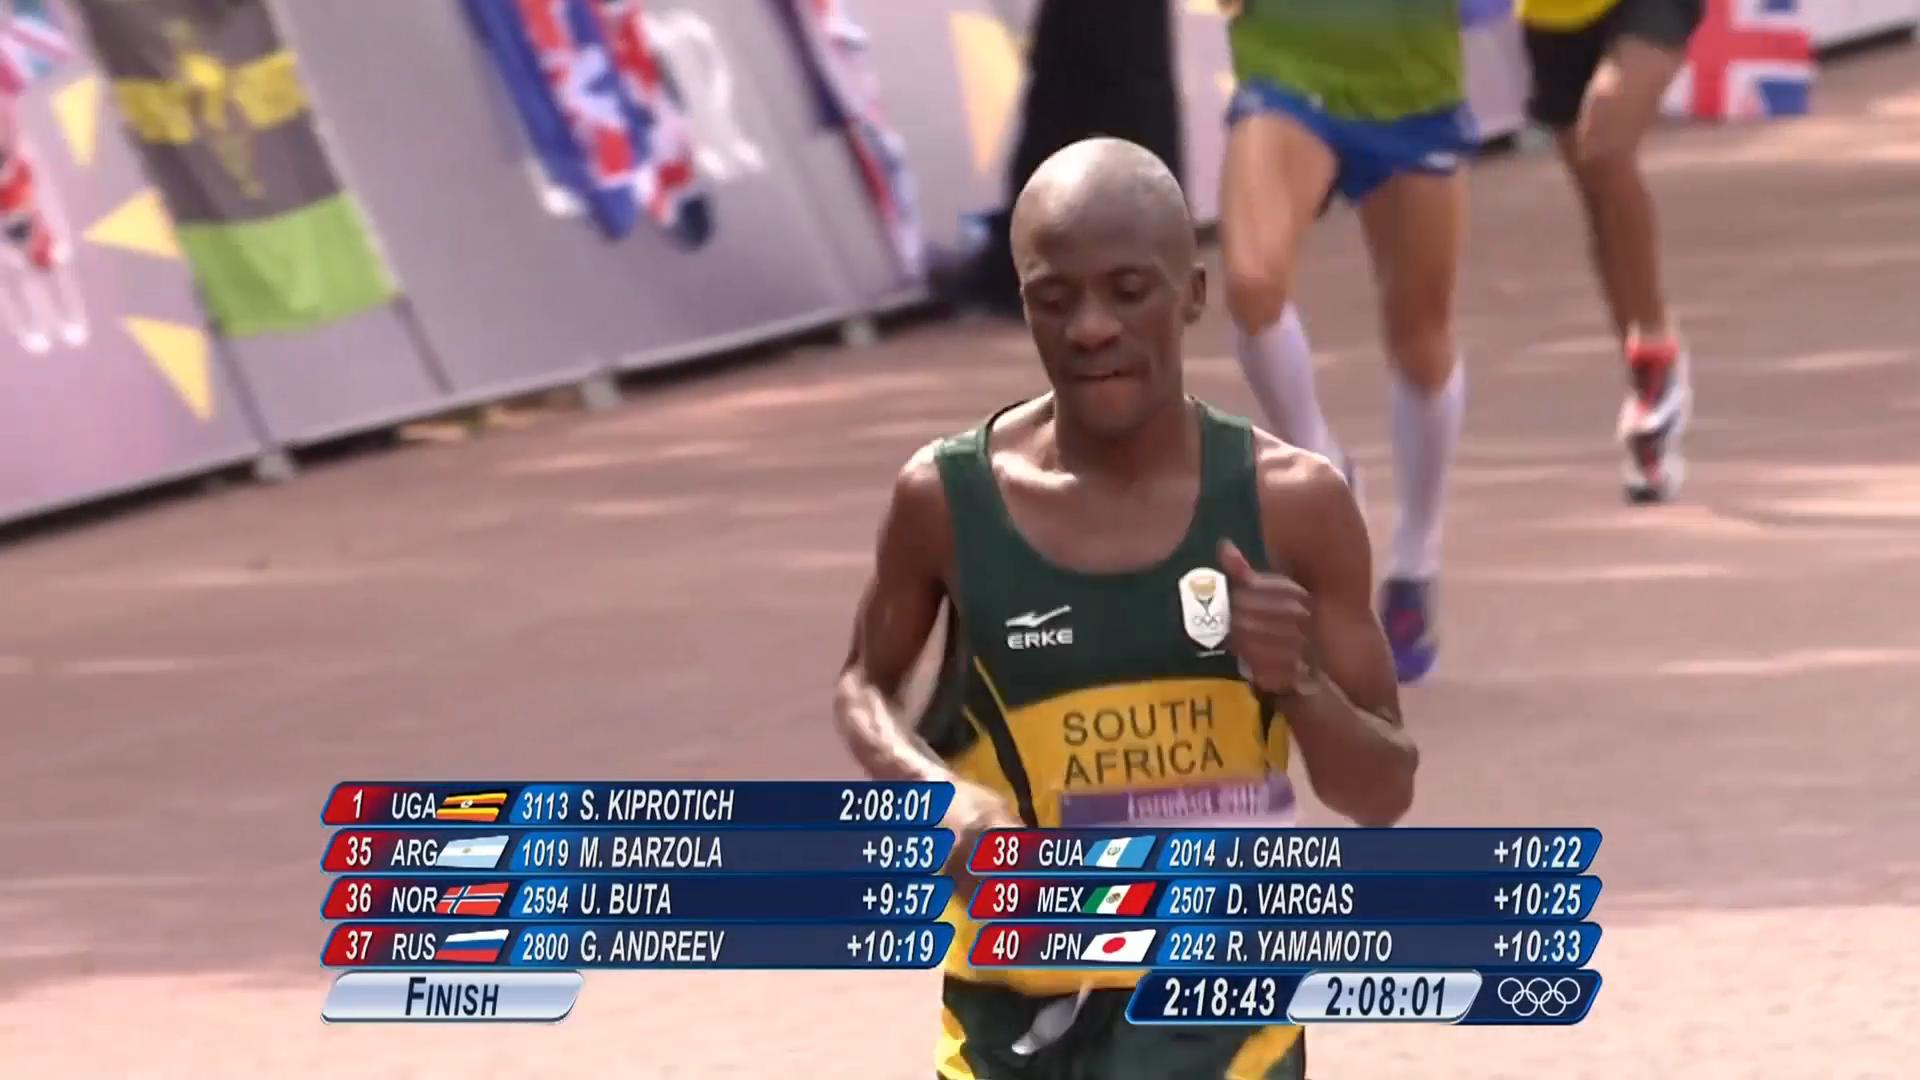 ERKE
SOUTH
AFRICA
1 UGA 3113 S. KIPROTICH 2:08:01
35 ARG 1019 M. BARZOLA +9:53
36 NOR 2594 U. BUTA +9:57
37 RUS 2800 G. ANDREEV +10:19
38 GUA 2014 J. GARCIA +10:22
39 MEX 2507 D. VARGAS +10:25
40 JPN 2242 R. YAMAMOTO +10:33
FINISH
2:18:43 2:08:01